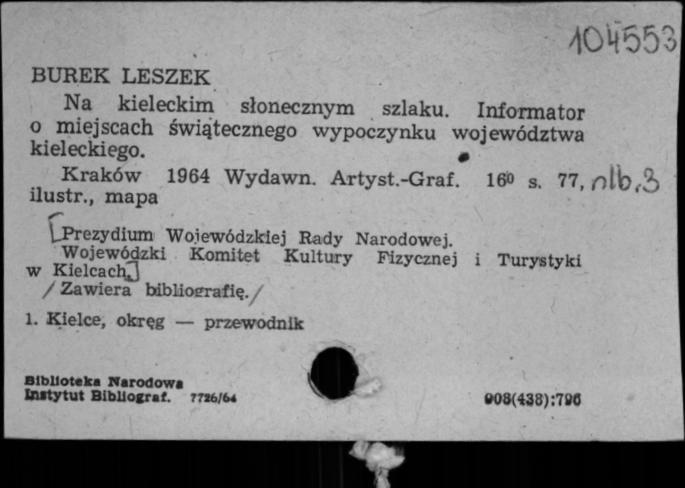 104553
BUREK LESZEK
Na kieleckim słonecznym szlaku. Informator
o miejscach świątecznego wypoczynku województwa
kieleckiego.
Kraków 1964 Wydawn. Artyst.-Graf. 16⁰ s. 77, nlb. 3
ilustr., mapa
[Prezydium Wojewódzkiej Rady Narodowej.
Wojewódzki Komitet Kultury Fizycznej i Turystyki
w Kielcach.]
/Zawiera bibliografię./
1. Kielce, okręg — przewodnik
Biblioteka Narodowa
Instytut Bibliograf. 7726/64
908(438):796